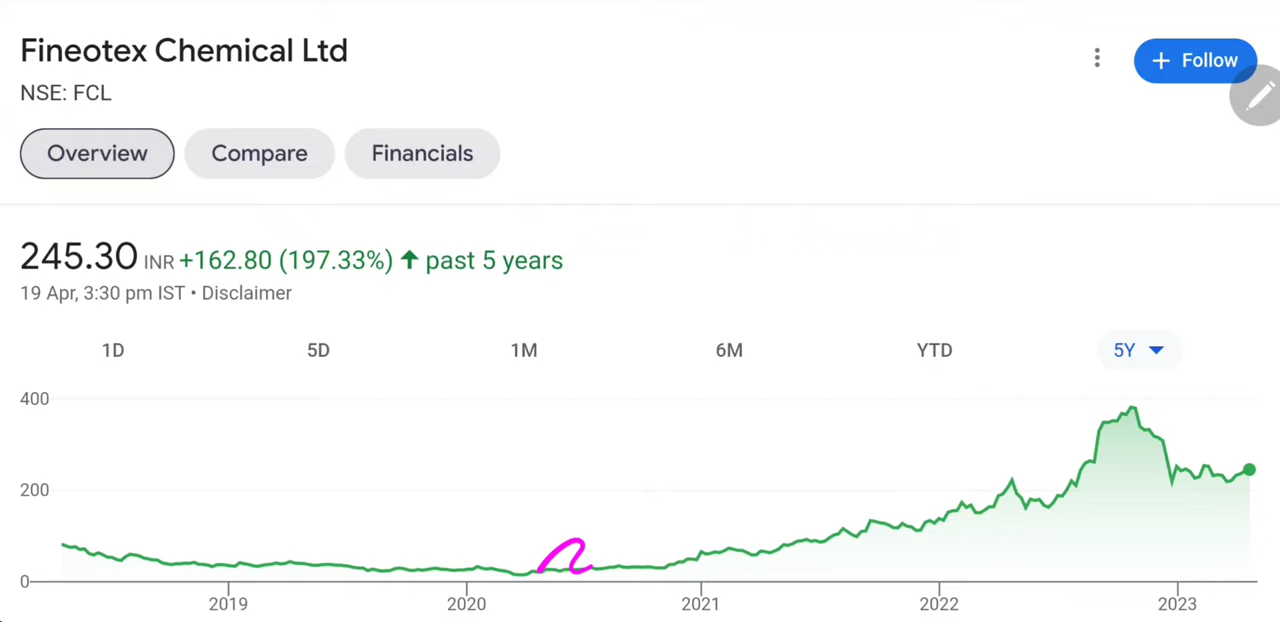 Fineotex Chemical Ltd
+ Follow
NSE: FCL
Overview Compare Financials
245.30 INR +162.80 (197.33%) ↑ past 5 years
19 Apr, 3:30 pm IST • Disclaimer
1D 5D 1M 6M YTD 5Y
400
200
0
2019 2020 2021 2022 2023